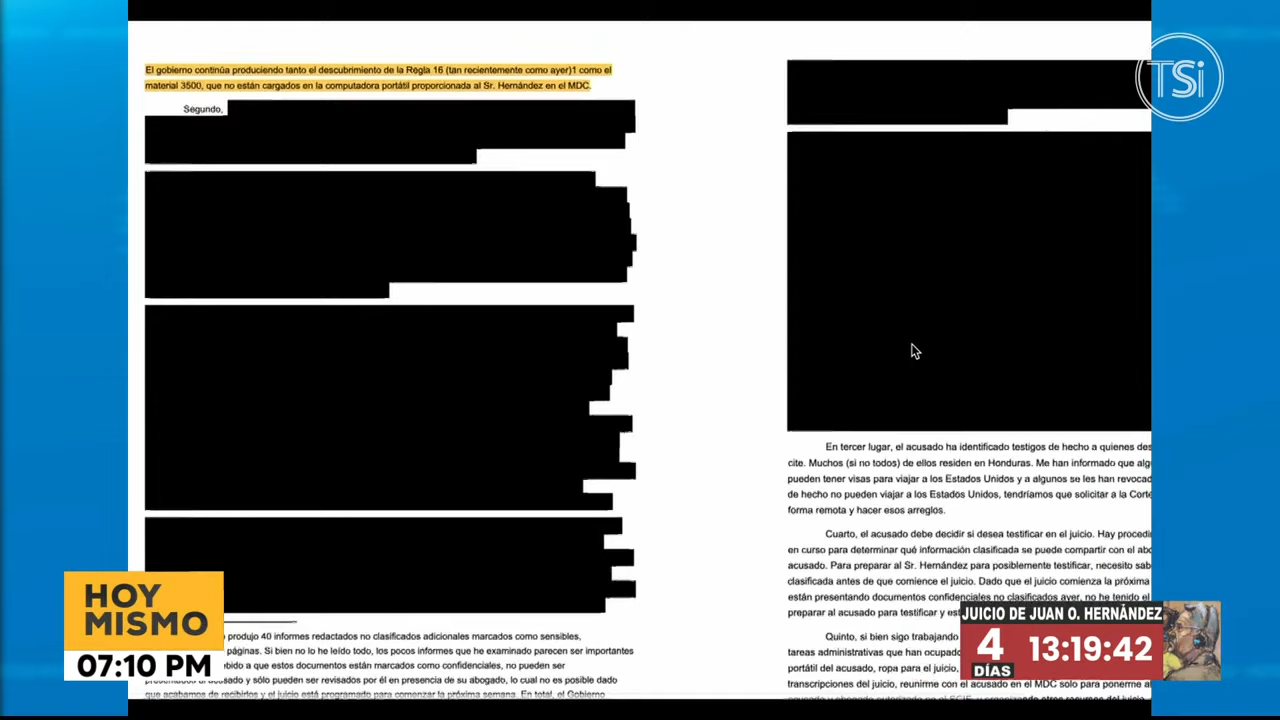 El gobierno continúa produciendo tanto el descubrimiento de la Regla 16 (tan recientemente como ayer)1 como el
material 3500, que no están cargados en la computadora portátil proporcionada al Sr. Hernández en el MDC.
Segundo,
produjo 40 informes redactados no clasificados adicionales marcados como sensibles,
páginas. Si bien no lo he leído todo, los pocos informes que he examinado parecen ser importantes
bido a que estos documentos están marcados como confidenciales, no pueden ser
y sólo pueden ser revisados por él en presencia de su abogado, lo cual no es posible dado
que acabamos de recibirlos y el juicio está programado para comenzar la próxima semana. En total, el Gobierno
En tercer lugar, el acusado ha identificado testigos de hecho a quienes des
cite. Muchos (si no todos) de ellos residen en Honduras. Me han informado que alg
pueden tener visas para viajar a los Estados Unidos y a algunos se les han revocad
de hecho no pueden viajar a los Estados Unidos, tendríamos que solicitar a la Corte
forma remota y hacer esos arreglos.
Cuarto, el acusado debe decidir si desea testificar en el juicio. Hay procedi
en curso para determinar qué información clasificada se puede compartir con el abo
acusado. Para preparar al Sr. Hernández para posiblemente testificar, necesito sab
clasificada antes de que comience el juicio. Dado que el juicio comienza la próxima
están presentando documentos confidenciales no clasificados ayer, no he tenido el
preparar al acusado para testificar y est
Quinto, si bien sigo trabajando
tareas administrativas que han ocupado
portátil del acusado, ropa para el juicio,
transcripciones del juicio, reunirme con el acusado en el MDC solo para ponerme al
TSi
HOY
MISMO
07:10 PM
JUICIO DE JUAN O. HERNÁNDEZ
4
DÍAS
13:19:42